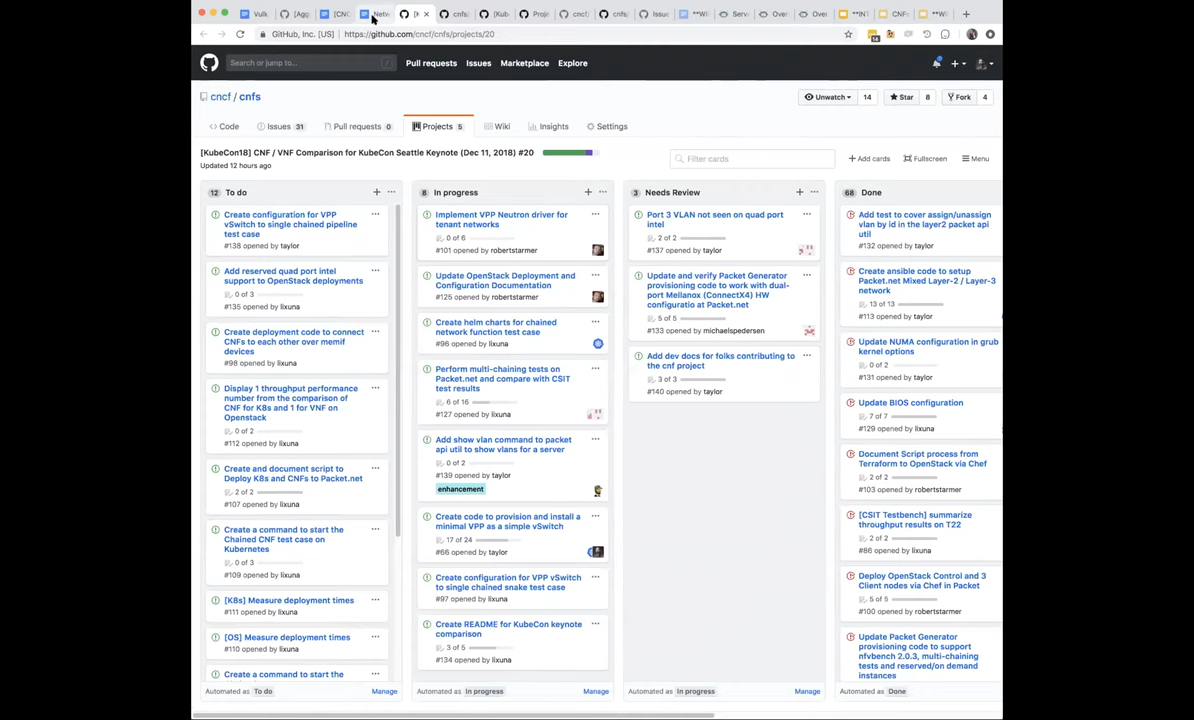 Vulk
[Agg
[CNC
Netw
[K
cnfs
[Kub
Proje
cncf/
cnfs/
Issue
**WI
Serv
Over
Over
**IN
CNFs
**WI
GitHub, Inc. [US] https://github.com/cncf/cnfs/projects/20
14
Search or jump to...
/
Pull requests
Issues
Marketplace
Explore
cncf / cnfs
Unwatch 14
Star 8
Fork 4
Code
Issues 31
Pull requests 0
Projects 5
Wiki
Insights
Settings
[KubeCon18] CNF / VNF Comparison for KubeCon Seattle Keynote (Dec 11, 2018) #20
Updated 12 hours ago
Filter cards
Add cards
Fullscreen
Menu
12 To do
Create configuration for VPP
vSwitch to single chained pipeline
test case
#138 opened by taylor
Add reserved quad port intel
support to OpenStack deployments
0 of 3
#135 opened by lixuna
Create deployment code to connect
CNFs to each other over memif
devices
#98 opened by lixuna
Display 1 throughput performance
number from the comparison of
CNF for K8s and 1 for VNF on
Openstack
0 of 2
#112 opened by lixuna
Create and document script to
Deploy K8s and CNFs to Packet.net
2 of 2
#107 opened by lixuna
Create a command to start the
Chained CNF test case on
Kubernetes
0 of 3
#109 opened by lixuna
[K8s] Measure deployment times
#111 opened by lixuna
[OS] Measure deployment times
#110 opened by lixuna
Create a command to start the
Automated as To do
Manage
8 In progress
Implement VPP Neutron driver for
tenant networks
0 of 6
#101 opened by robertstarmer
Update OpenStack Deployment and
Configuration Documentation
#125 opened by robertstarmer
Create helm charts for chained
network function test case
#96 opened by lixuna
Perform multi-chaining tests on
Packet.net and compare with CSIT
test results
6 of 16
#127 opened by lixuna
Add show vlan command to packet
api util to show vlans for a server
0 of 2
#139 opened by taylor
enhancement
Create code to provision and install a
minimal VPP as a simple vSwitch
17 of 24
#66 opened by taylor
Create configuration for VPP vSwitch
to single chained snake test case
#97 opened by lixuna
Create README for KubeCon keynote
comparison
3 of 5
#134 opened by lixuna
Automated as In progress
Manage
3 Needs Review
Port 3 VLAN not seen on quad port
intel
2 of 2
#137 opened by taylor
Update and verify Packet Generator
provisioning code to work with dual-
port Mellanox (ConnectX4) HW
configuratio at Packet.net
5 of 5
#133 opened by michaelspedersen
Add dev docs for folks contributing to
the cnf project
3 of 3
#140 opened by taylor
Automated as In progress
Manage
68 Done
Add test to cover assign/unassign
vlan by id in the layer2 packet api
util
#132 opened by taylor
Create ansible code to setup
Packet.net Mixed Layer-2 / Layer-3
network
13 of 13
#113 opened by taylor
Update NUMA configuration in grub
kernel options
0 of 2
#131 opened by taylor
Update BIOS configuration
7 of 7
#129 opened by lixuna
Document Script process from
Terraform to OpenStack via Chef
2 of 2
#103 opened by robertstarmer
[CSIT Testbench] summarize
throughput results on T22
2 of 2
#86 opened by lixuna
Deploy OpenStack Control and 3
Client nodes via Chef in Packet
5 of 5
#100 opened by robertstarmer
Update Packet Generator
provisioning code to support
nfvbench 2.0.3, multi-chaining
tests and reserved/on demand
instances
Automated as Done